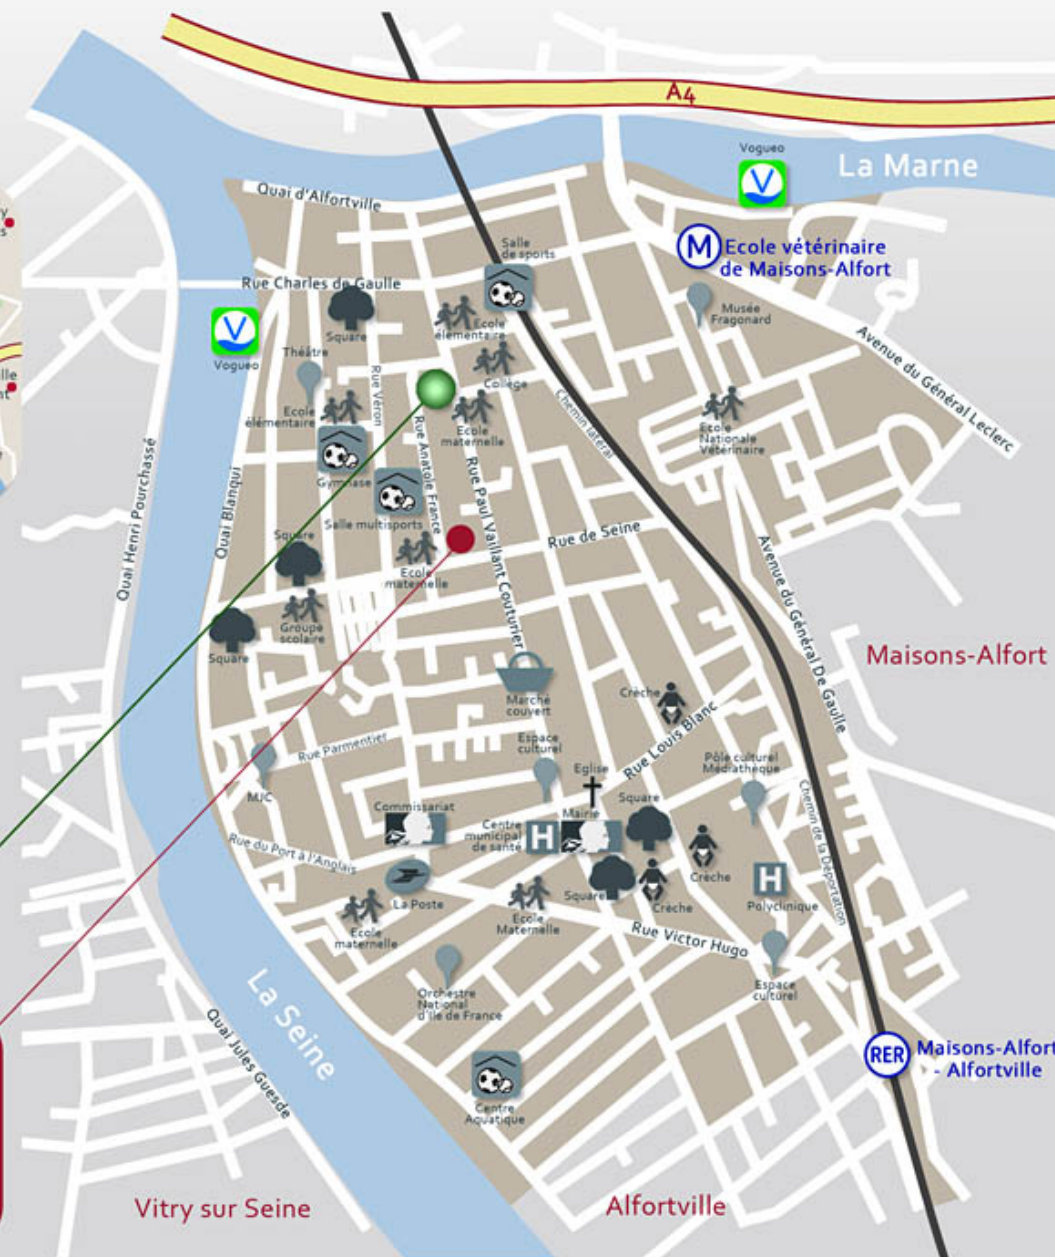 A4
La Marne
Vogueo
V
Quai d'Alfortville
M
Ecole vétérinaire
de Maisons-Alfort
Salle
de sports
Rue Charles de Gaulle
Square
V
Vogueo
Ecole
élémentaire
Musée
Fragonard
Avenue du Général Leclerc
Théâtre
Collège
Rue Véron
Ecole
élémentaire
Chemin latéral
Ecole
maternelle
Ecole
Nationale
Vétérinaire
Rue Anatole France
Gymnase
Quai Henri Pourchassé
Quai Blanqui
Rue Paul Vaillant Couturier
Salle multisports
Square
Rue de Seine
Ecole
maternelle
Avenue du Général De Gaulle
Groupe
scolaire
Square
Maisons-Alfort
Marché
couvert
Crèche
Rue Louis Blanc
Rue Parmentier
Espace
culturel
Eglise
Pôle culturel
Médiathèque
MJC
Commissariat
Centre
municipal
de santé
H
Mairie
Square
Chemin de la Déportation
Rue du Port à l'Anglais
La Poste
Square
Crèche
Crèche
H
Polyclinique
Ecole
maternelle
Ecole
Maternelle
Rue Victor Hugo
La Seine
Orchestre
National
d'île de France
Espace
culturel
Quai Jules Guesde
RER
Maisons-Alfort
- Alfortville
Centre
Aquatique
Vitry sur Seine
Alfortville